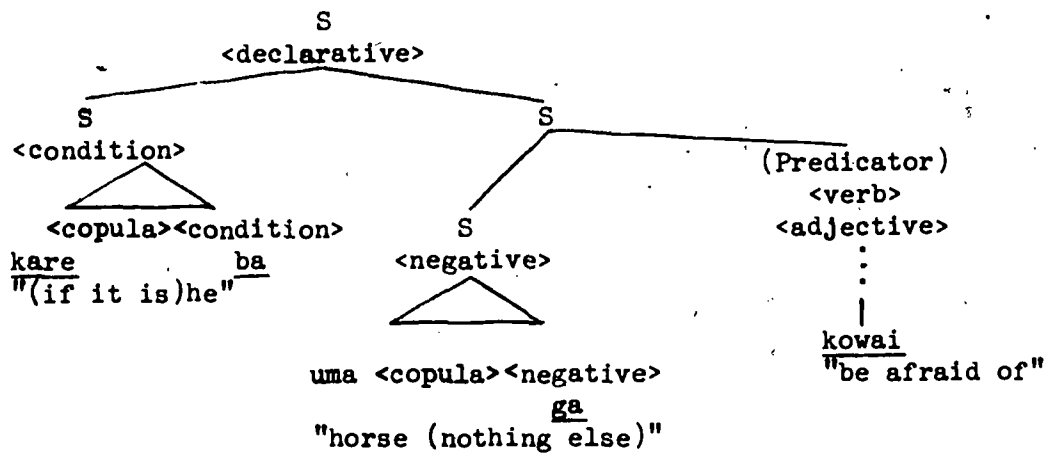 S
<declarative>
S
S
<condition>
(Predicator)
<verb>
<copula><condition>
S
<adjective>
kare
ba
<negative>
"(if it is)he"
kowai
"be afraid of"
uma <copula><negative>
ga
"horse (nothing else)"